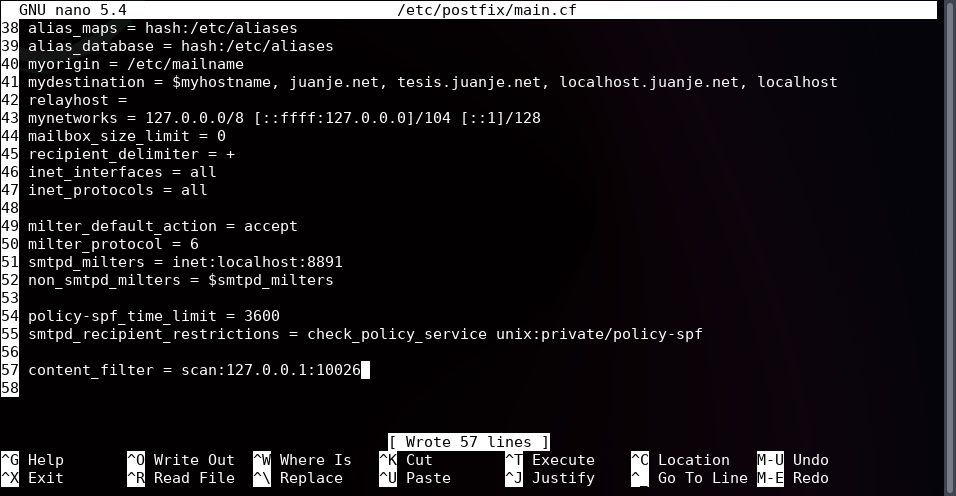 GNU nano 5.4 /etc/postfix/main.cf
38 alias_maps = hash:/etc/aliases
39 alias_database = hash:/etc/aliases
40 myorigin = /etc/mailname
41 mydestination = $myhostname, juanje.net, tesis.juanje.net, localhost.juanje.net, localhost
42 relayhost =
43 mynetworks = 127.0.0.0/8 [::ffff:127.0.0.0]/104 [::1]/128
44 mailbox_size_limit = 0
45 recipient_delimiter = +
46 inet_interfaces = all
47 inet_protocols = all
48
49 milter_default_action = accept
50 milter_protocol = 6
51 smtpd_milters = inet:localhost:8891
52 non_smtpd_milters = $smtpd_milters
53
54 policy-spf_time_limit = 3600
55 smtpd_recipient_restrictions = check_policy_service unix:private/policy-spf
56
57 content_filter = scan:127.0.0.1:10026
58
[ Wrote 57 lines ]
^G Help ^O Write Out ^W Where Is ^K Cut ^T Execute ^C Location M-U Undo
^X Exit ^R Read File ^\ Replace ^U Paste ^J Justify ^_ Go To Line M-E Redo